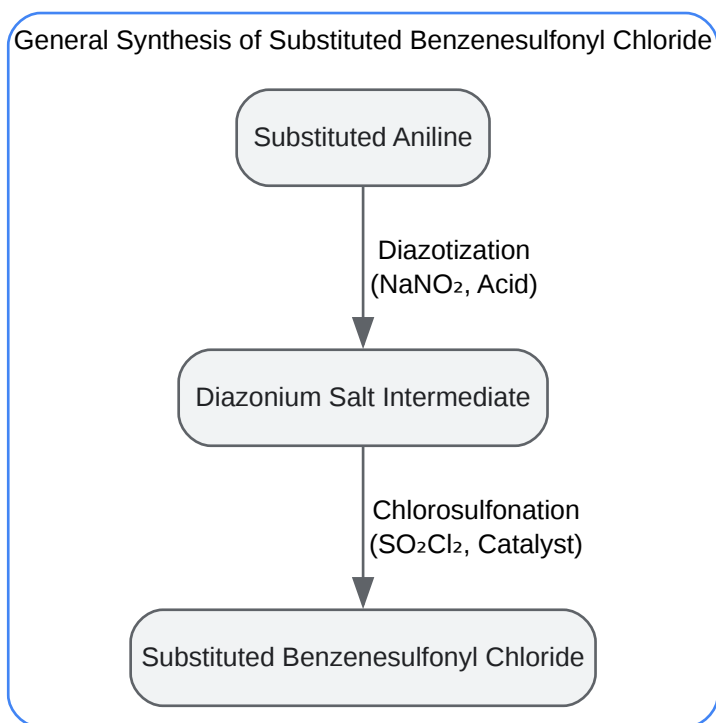 General Synthesis of Substituted Benzenesulfonyl Chloride
Substituted Aniline
Diazotization
(NaNO₂, Acid)
Diazonium Salt Intermediate
Chlorosulfonation
(SO₂Cl₂, Catalyst)
Substituted Benzenesulfonyl Chloride